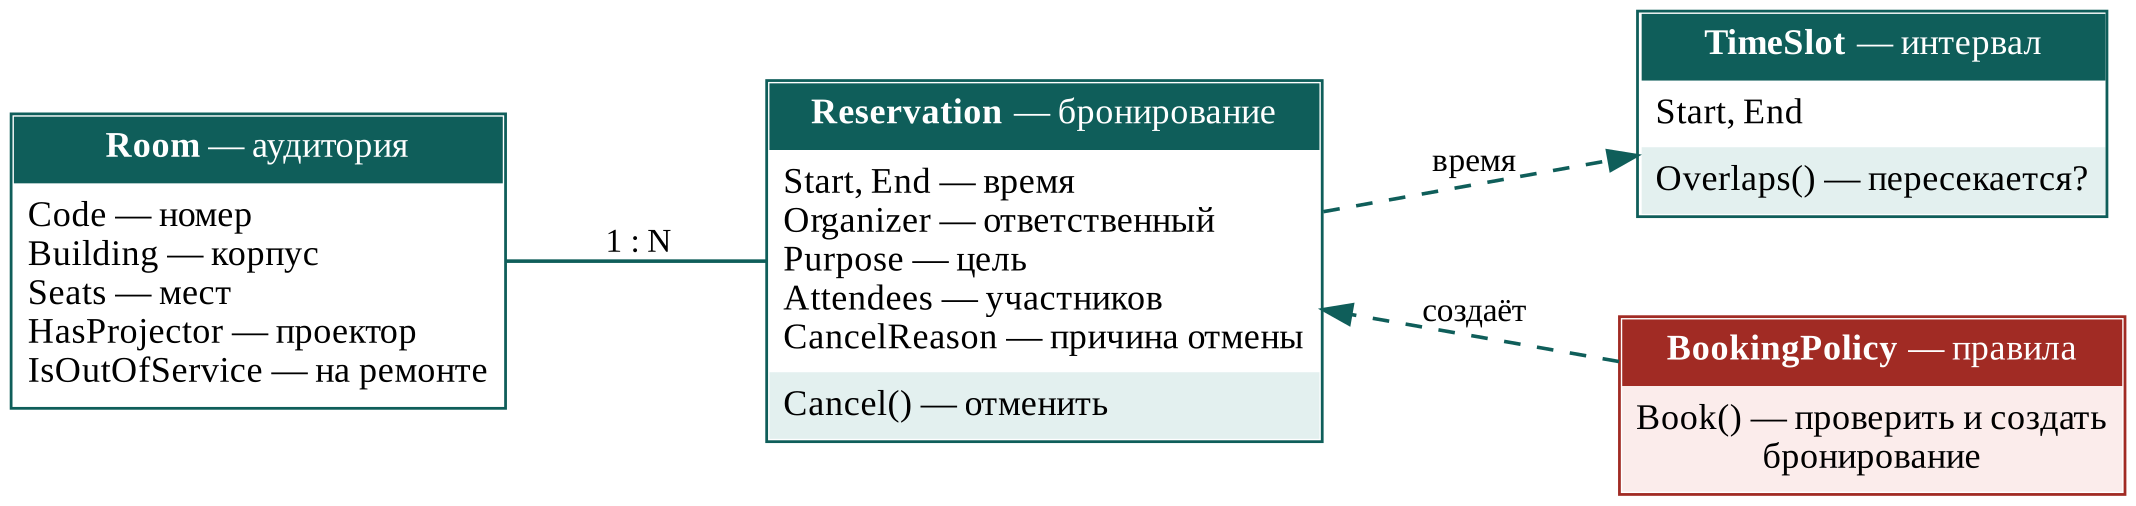 Room — аудитория
Code — номер
Building — корпус
Seats — мест
HasProjector — проектор
IsOutOfService — на ремонте
1 : N
Reservation — бронирование
Start, End — время
Organizer — ответственный
Purpose — цель
Attendees — участников
CancelReason — причина отмены
Cancel() — отменить
время
создаёт
TimeSlot — интервал
Start, End
Overlaps() — пересекается?
BookingPolicy — правила
Book() — проверить и создать
бронирование